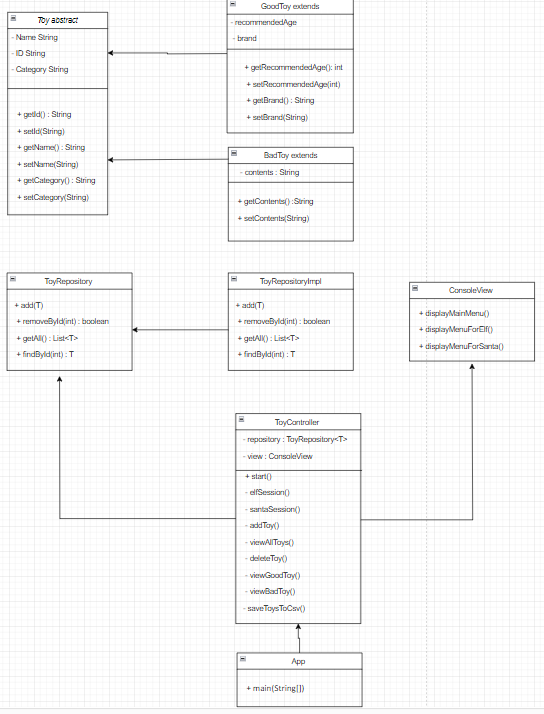 Toy abstract
- Name String
- ID String
- Category String
+ getId() : String
+ setId(String)
+ getName() : String
+ setName(String)
+ getCategory() : String
+ setCategory(String)
GoodToy extends
- recommendedAge
- brand
+ getRecommendedAge(): int
+ setRecommendedAge(int)
+ getBrand() : String
+ setBrand(String)
BadToy extends
- contents : String
+ getContents() :String
+ setContents(String)
ToyRepository
+ add(T)
+ removeById(int) : boolean
+ getAll() : List<T>
+ findById(int) : T
ToyRepositoryImpl
+ add(T)
+ removeById(int) : boolean
+ getAll() : List<T>
+ findById(int) : T
ConsoleView
+ displayMainMenu()
+ displayMenuForElf()
+ displayMenuForSanta()
ToyController
- repository : ToyRepository<T>
- view : ConsoleView
+ start()
- elfSession()
- santaSession()
- addToy()
- viewAllToys()
- deleteToy()
- viewGoodToy()
- viewBadToy()
- saveToysToCsv()
App
+ main(String[])